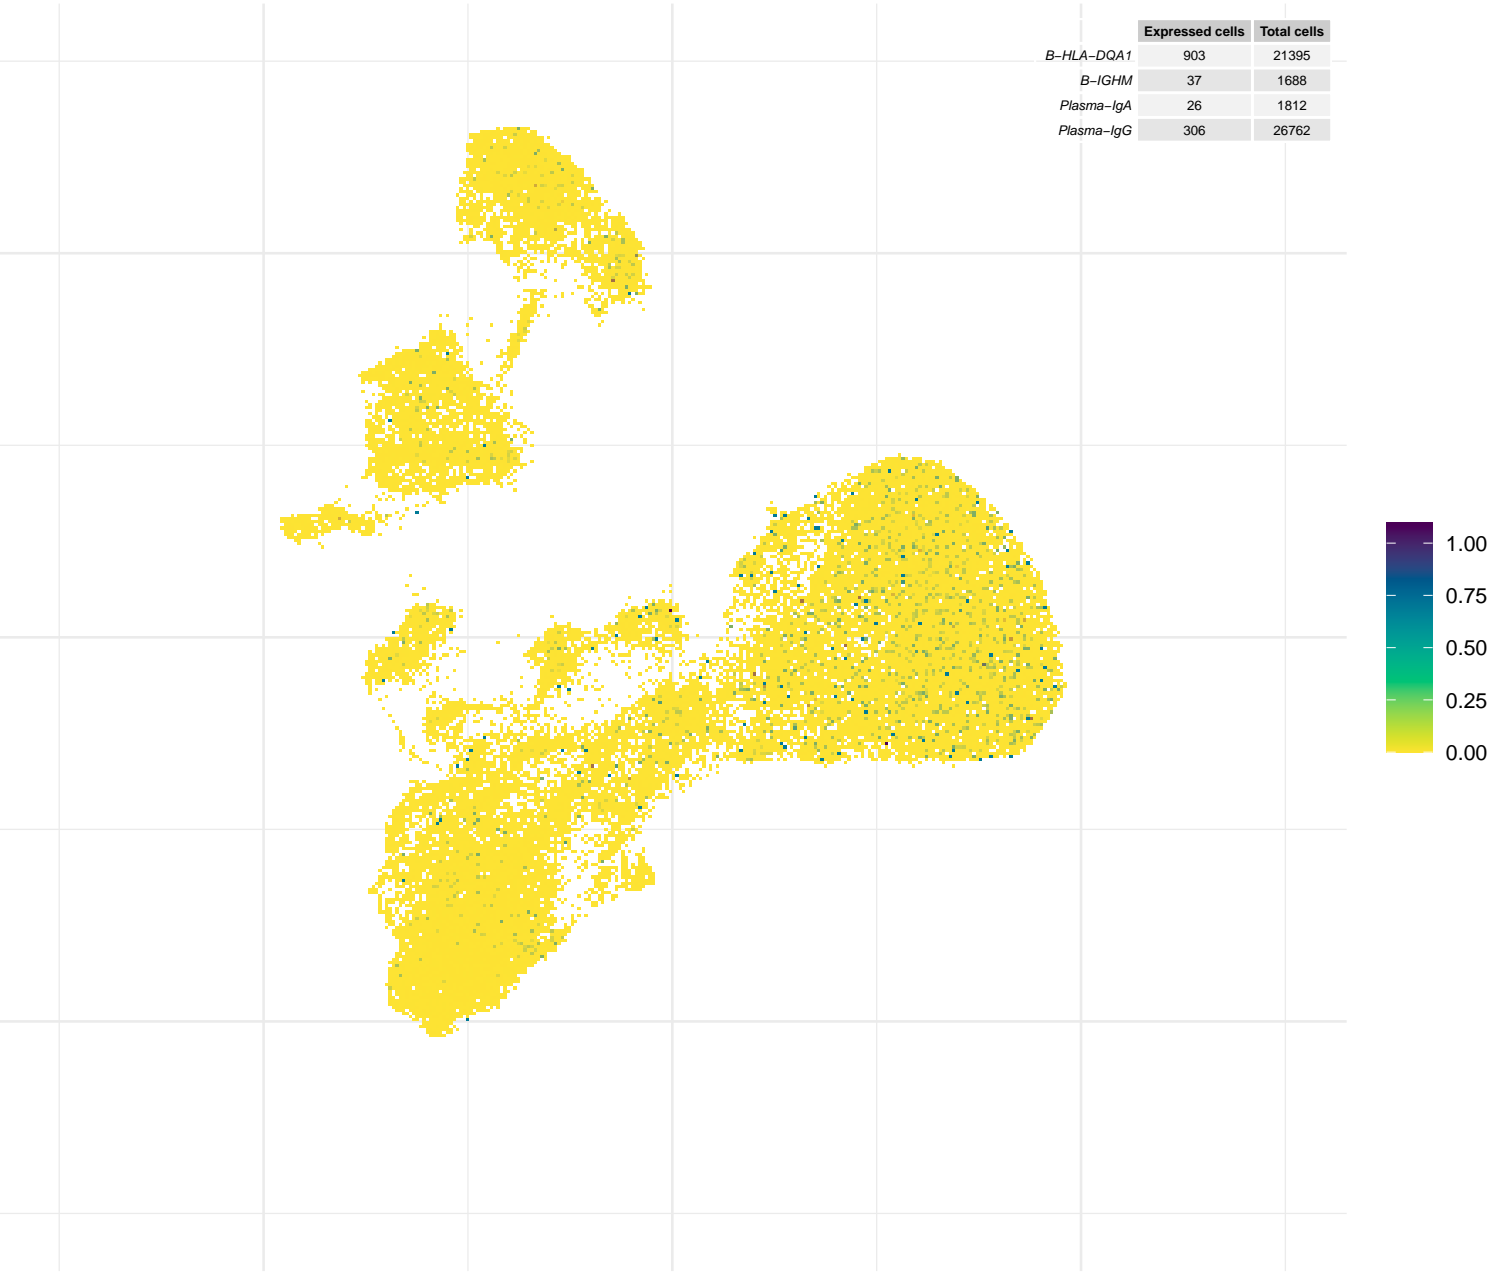 Expressed cells Total cells
B−HLA−DQA1 903 21395
B−IGHM 37 1688
Plasma−IgA 26 1812
Plasma−IgG 306 26762
1.00
0.75
0.50
0.25
0.00